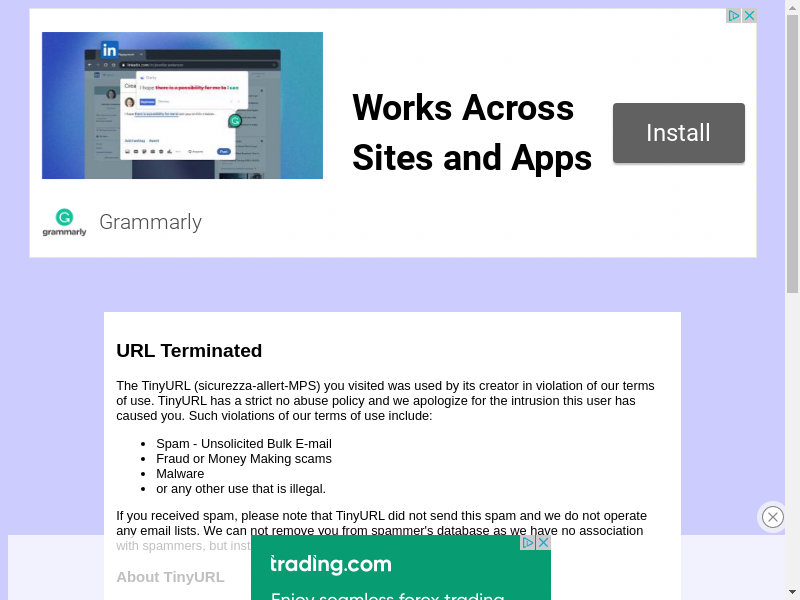 Works Across
Sites and Apps
Install
grammarly
Grammarly
URL Terminated
The TinyURL (sicurezza-allert-MPS) you visited was used by its creator in violation of our terms
of use. TinyURL has a strict no abuse policy and we apologize for the intrusion this user has
caused you. Such violations of our terms of use include:
• Spam - Unsolicited Bulk E-mail
• Fraud or Money Making scams
• Malware
• or any other use that is illegal.
If you received spam, please note that TinyURL did not send this spam and we do not operate
any email lists. We can not remove you from spammer's database as we have no association
with spammers, but
About TinyURL
trading.com
Enjoy seamless forex trading